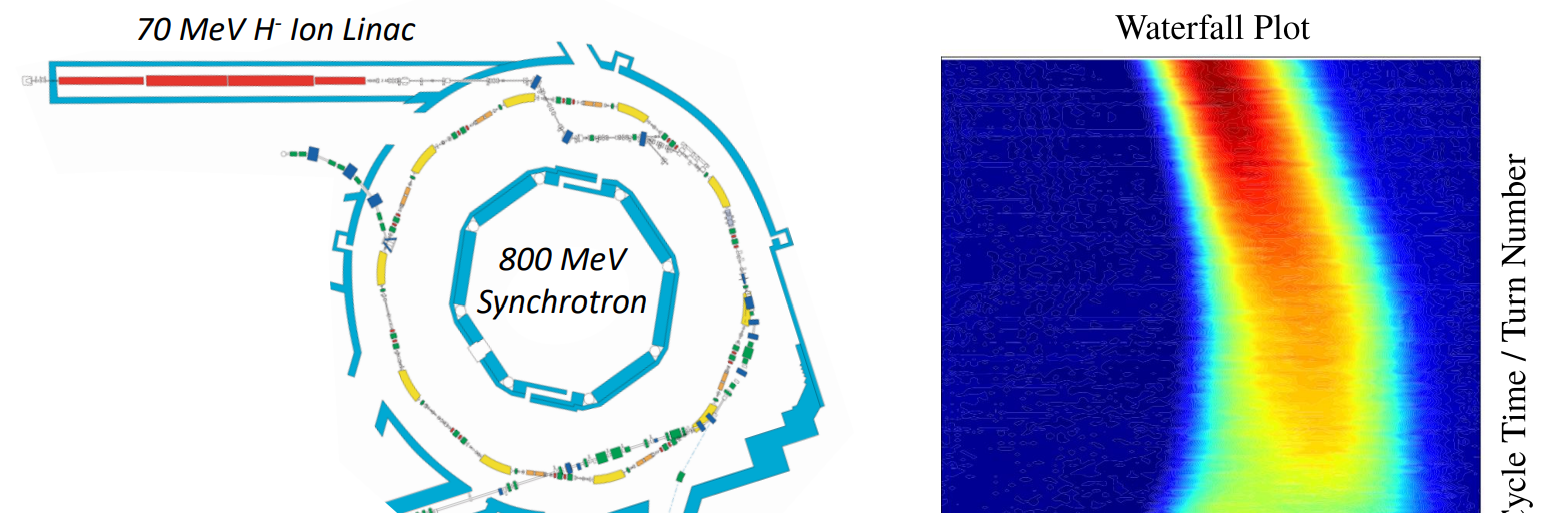 70 MeV H- Ion Linac
800 MeV
Synchrotron
Waterfall Plot
ycle Time / Turn Number